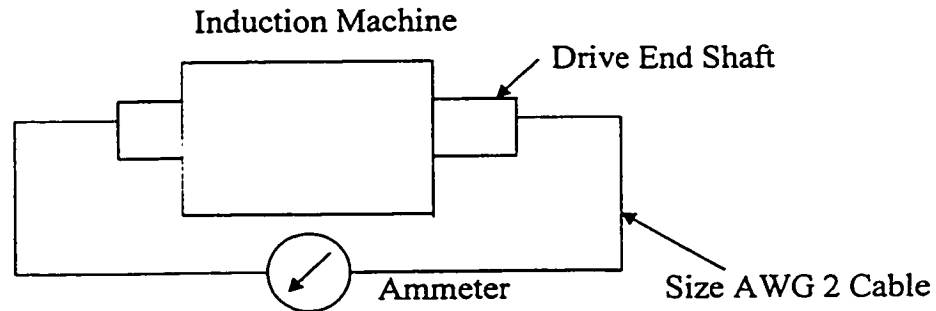 Induction Machine
Drive End Shaft
Ammeter
Size AWG 2 Cable